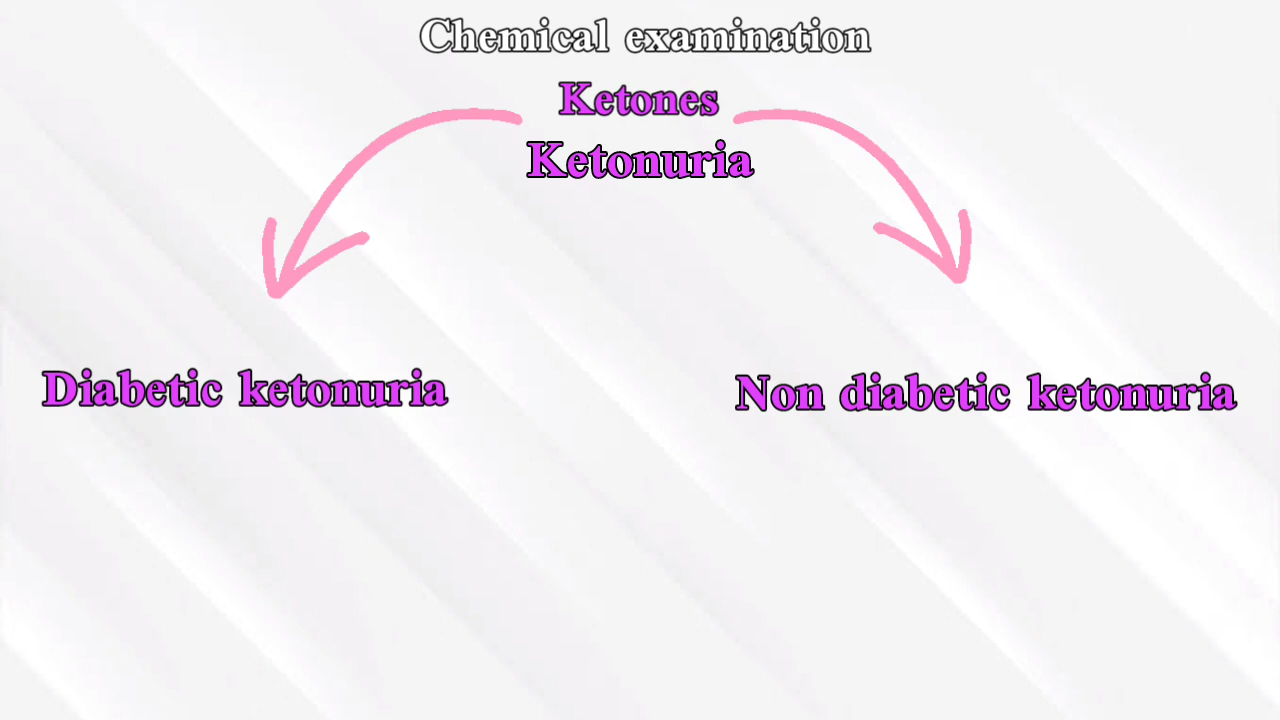 Chemical examination
Ketones
Ketonuria
Diabetic ketonuria
Non diabetic ketonuria